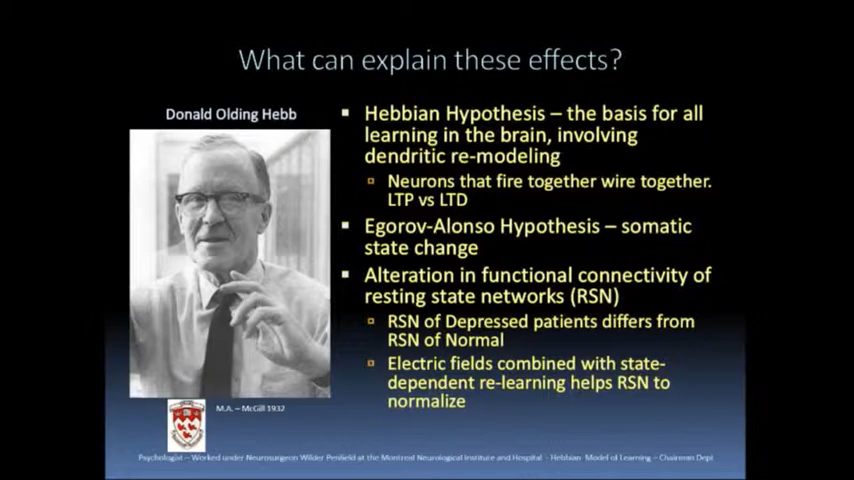 What can explain these effects?
Donald Olding Hebb
▪ Hebbian Hypothesis – the basis for all
learning in the brain, involving
dendritic re-modeling
▫ Neurons that fire together wire together.
LTP vs LTD
▪ Egorov-Alonso Hypothesis – somatic
state change
▪ Alteration in functional connectivity of
resting state networks (RSN)
▫ RSN of Depressed patients differs from
RSN of Normal
▫ Electric fields combined with state-
dependent re-learning helps RSN to
normalize
M.A. – McGill 1932
Psychologist – Worked under Neurosurgeon Wilder Penfield at the Montreal Neurological Institute and Hospital - Hebbian Model of Learning – Chairman Dept